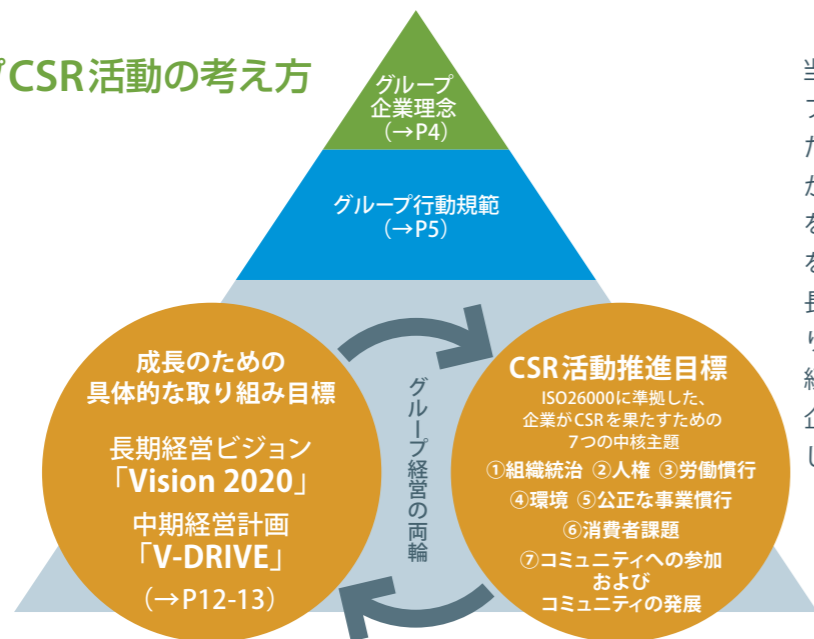 CSR活動の考え方
グループ
企業理念
(→P4)
グループ行動規範
(→P5)
成長のための
具体的な取り組み目標
長期経営ビジョン
「Vision 2020」
中期経営計画
「V-DRIVE」
(→P12-13)
グループ経営の両輪
CSR活動推進目標
ISO26000に準拠した、
企業がCSRを果たすための
7つの中核主題
①組織統治 ②人権 ③労働慣行
④環境 ⑤公正な事業慣行
⑥消費者課題
⑦コミュニティへの参加
および
コミュニティの発展